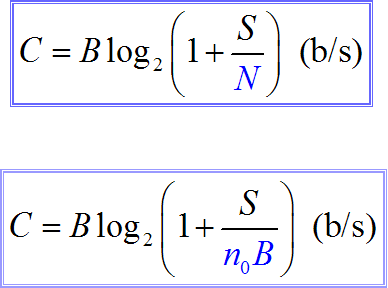 C = B log₂ (1 + S/N) (b/s)
C = B log₂ (1 + S/n₀B) (b/s)